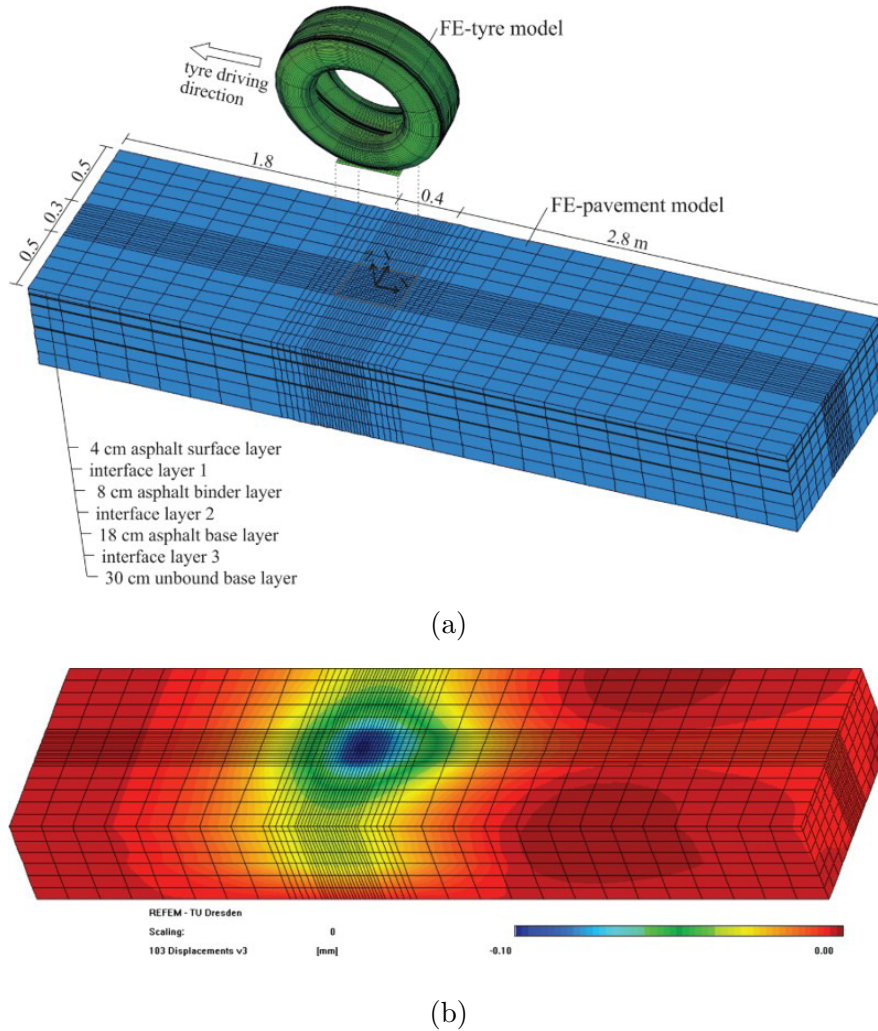 FE-tyre model
tyre driving
direction
1.8
0.4
FE-pavement model
2.8 m
0.5
0.3
0.5
4 cm asphalt surface layer
interface layer 1
8 cm asphalt binder layer
interface layer 2
18 cm asphalt base layer
interface layer 3
30 cm unbound base layer
(a)
REFEM - TU Dresden
Scaling: 0
103 Displacements v3 [mm] -0.10 0.00
(b)